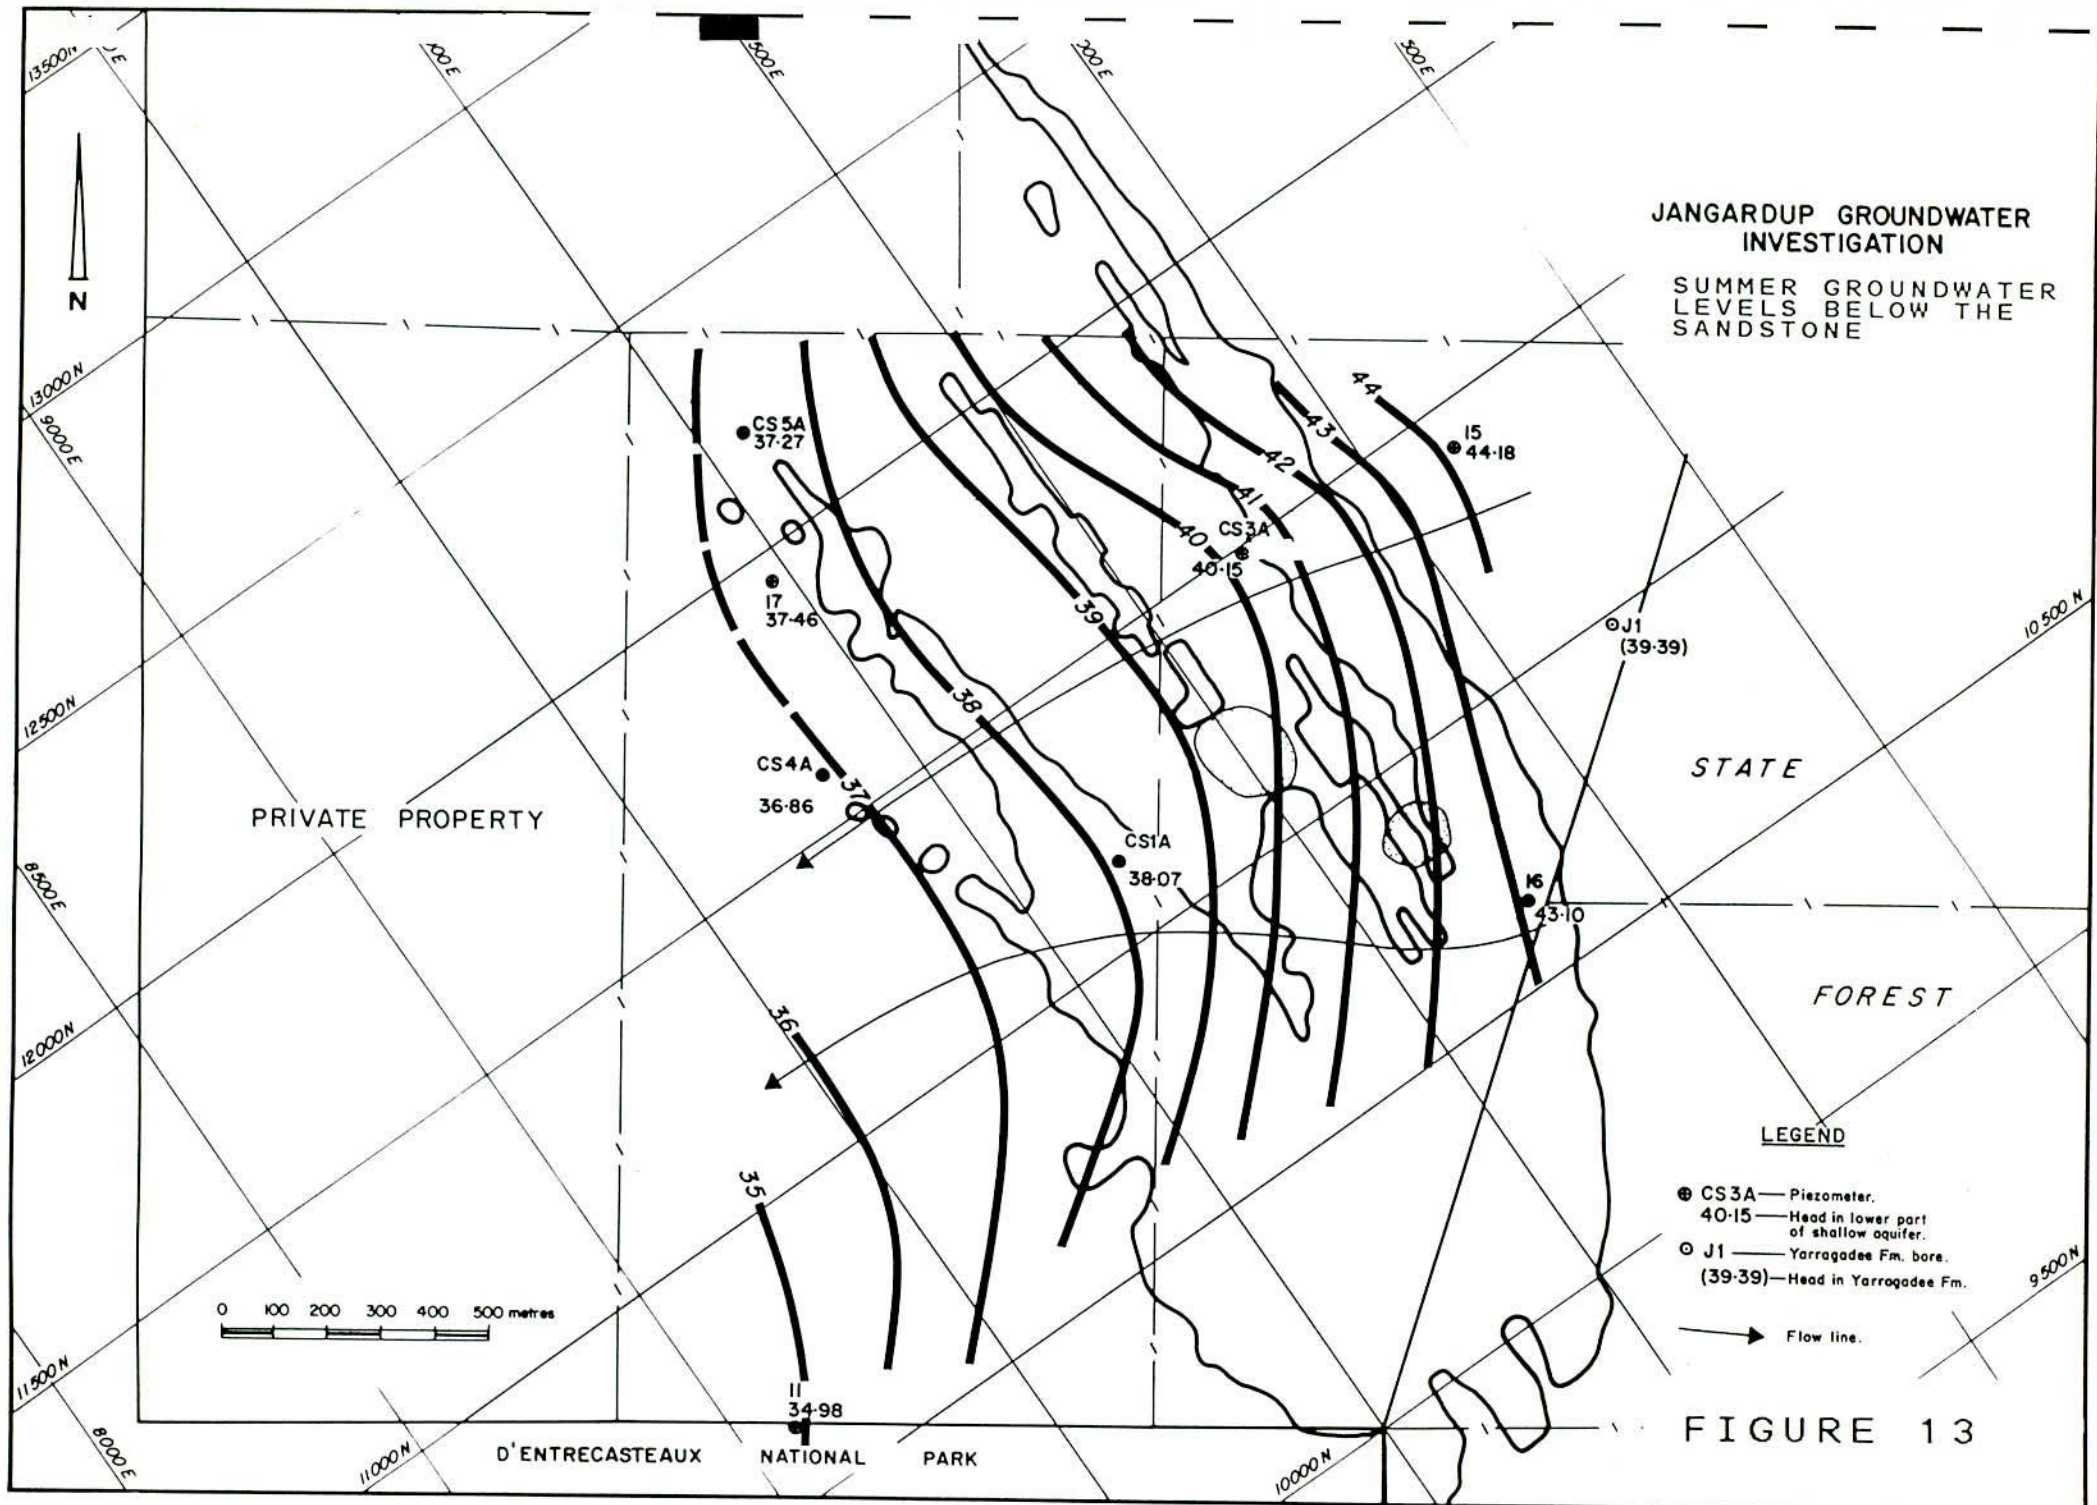 13500N
500E
500E
N
JANGARDUP GROUNDWATER
INVESTIGATION
SUMMER GROUNDWATER
LEVELS BELOW THE
SANDSTONE
13000N
9000E
44
15
44·18
43
42
CS5A
37·27
41
40
CS3A
40·15
17
37·46
39
10500N
J1
(39·39)
12500N
38
STATE
CS4A
37
36·86
PRIVATE PROPERTY
CS1A
38·07
8500E
16
43·10
FOREST
12000N
36
35
LEGEND
CS3A — Piezometer.
40·15 — Head in lower part
of shallow aquifer.
J1 — Yarragadee Fm. bore.
(39·39) — Head in Yarrogadee Fm.
Flow line.
9500N
0 100 200 300 400 500 metres
11500N
11
34·98
8000E
11000N
D'ENTRECASTEAUX NATIONAL PARK
10000N
FIGURE 13